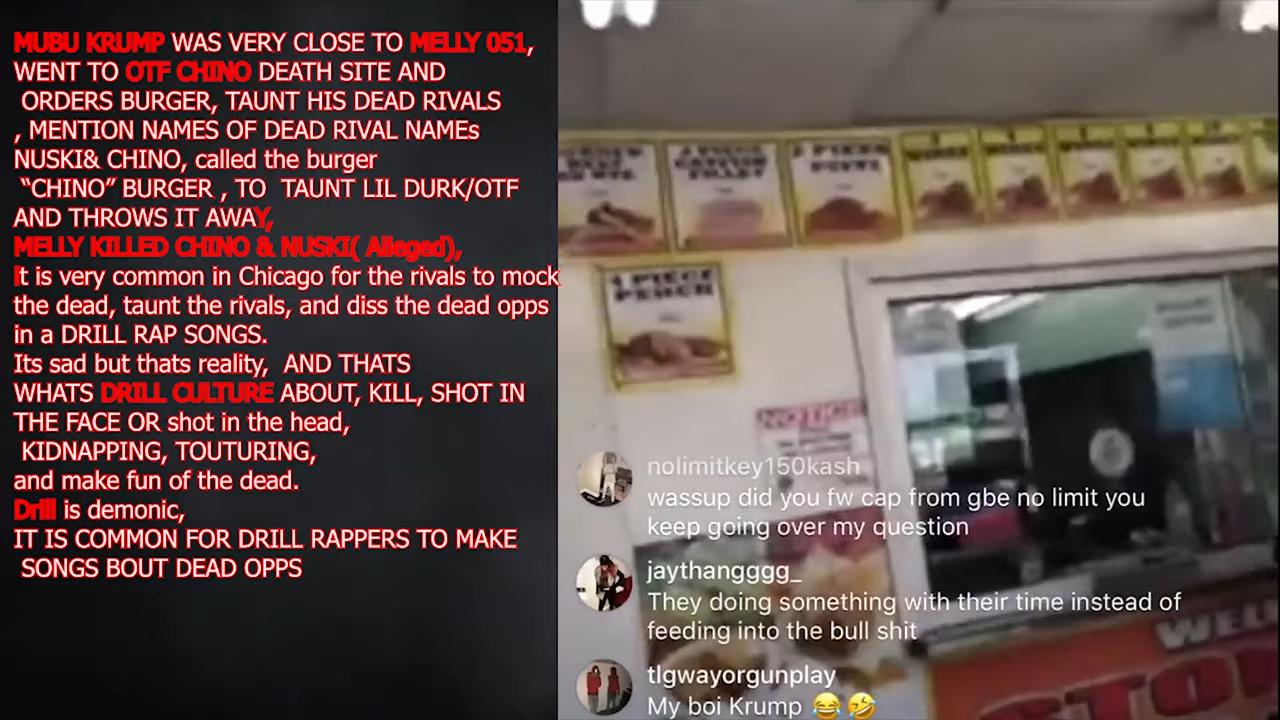 MUBU KRUMP WAS VERY CLOSE TO MELLY 051,
WENT TO OTF CHINO DEATH SITE AND
ORDERS BURGER, TAUNT HIS DEAD RIVALS
, MENTION NAMES OF DEAD RIVAL NAMEs
NUSKI& CHINO, called the burger
“CHINO” BURGER , TO TAUNT LIL DURK/OTF
AND THROWS IT AWAY,
MELLY KILLED CHINO & NUSKI( Alleged),
It is very common in Chicago for the rivals to mock
the dead, taunt the rivals, and diss the dead opps
in a DRILL RAP SONGS.
Its sad but thats reality, AND THATS
WHATS DRILL CULTURE ABOUT, KILL, SHOT IN
THE FACE OR shot in the head,
KIDNAPPING, TOUTURING,
and make fun of the dead.
Drill is demonic,
IT IS COMMON FOR DRILL RAPPERS TO MAKE
SONGS BOUT DEAD OPPS
4 PIECE
PERCH
NOTICE
nolimitkey150kash
wassup did you fw cap from gbe no limit you
keep going over my question
jaythangggg_
They doing something with their time instead of
feeding into the bull shit
tlgwayorgunplay
My boi Krump 😂🤣